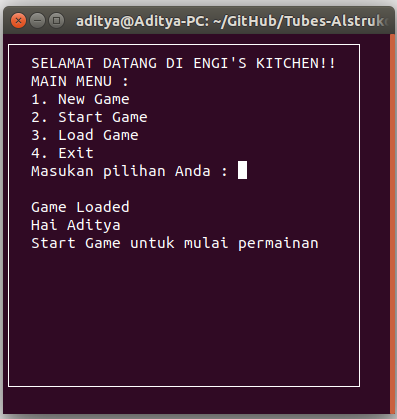 aditya@Aditya-PC: ~/GitHub/Tubes-Alstruk
SELAMAT DATANG DI ENGI'S KITCHEN!!
MAIN MENU :
1. New Game
2. Start Game
3. Load Game
4. Exit
Masukan pilihan Anda :
Game Loaded
Hai Aditya
Start Game untuk mulai permainan